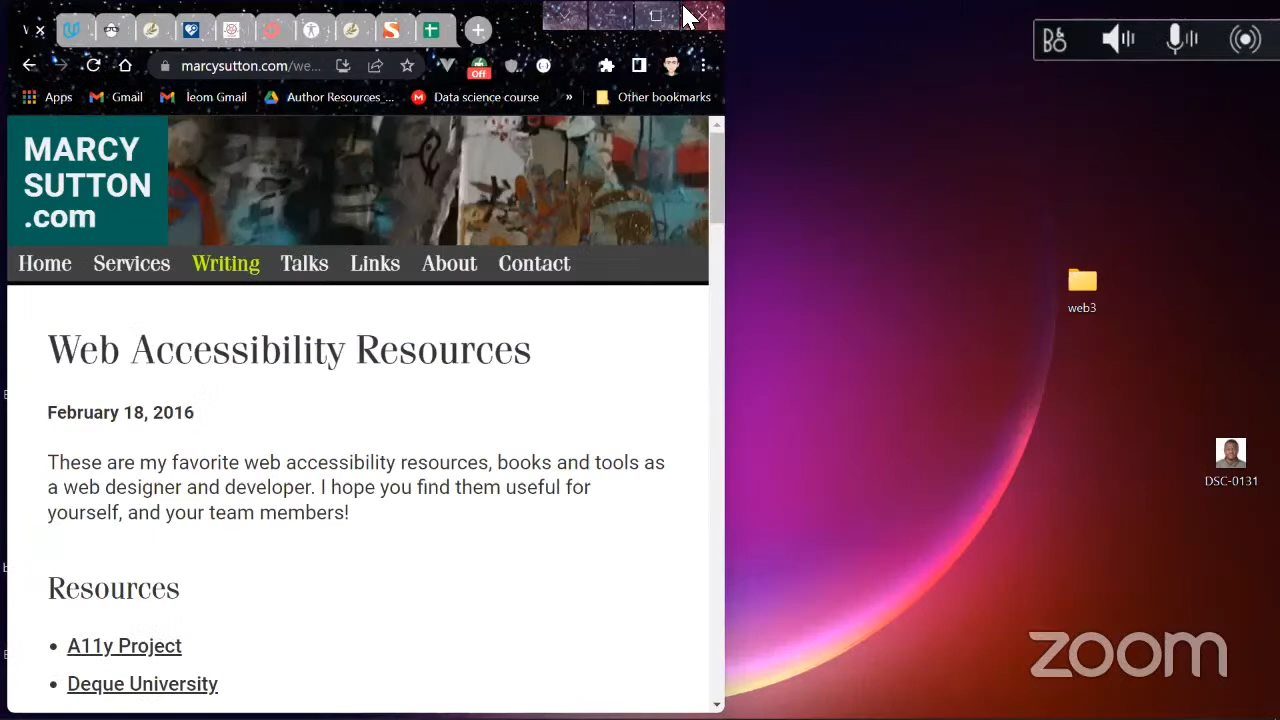 marcysutton.com/we...
Off
Apps
Gmail
leom Gmail
Author Resources_...
Data science course
»
Other bookmarks
MARCY
SUTTON
.com
Home Services Writing Talks Links About Contact
Web Accessibility Resources
February 18, 2016
These are my favorite web accessibility resources, books and tools as
a web designer and developer. I hope you find them useful for
yourself, and your team members!
Resources
• A11y Project
• Deque University
web3
DSC-0131
zoom